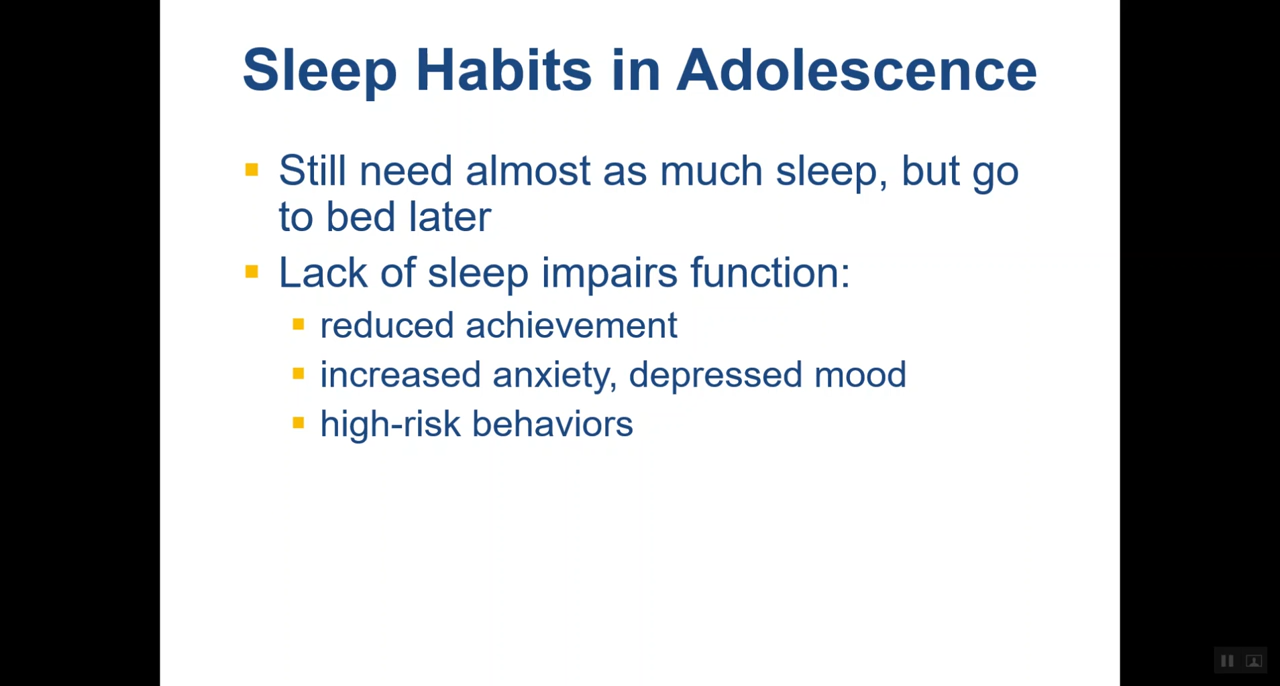 Sleep Habits in Adolescence
Still need almost as much sleep, but go
to bed later
Lack of sleep impairs function:
reduced achievement
increased anxiety, depressed mood
high-risk behaviors